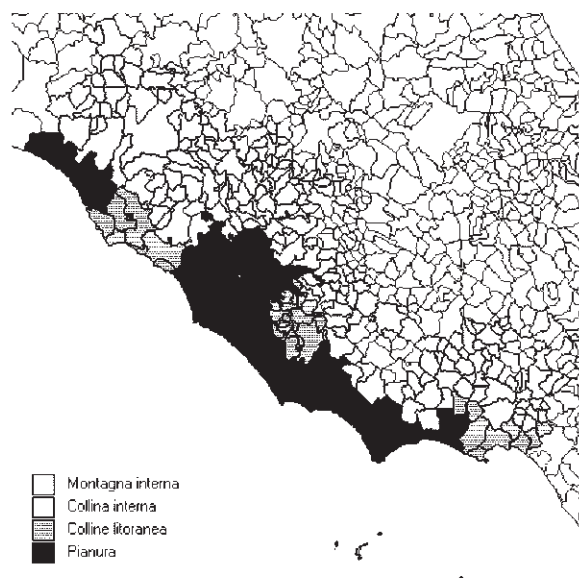 Montagna interna
Collina interna
Colline litoranea
Pianura